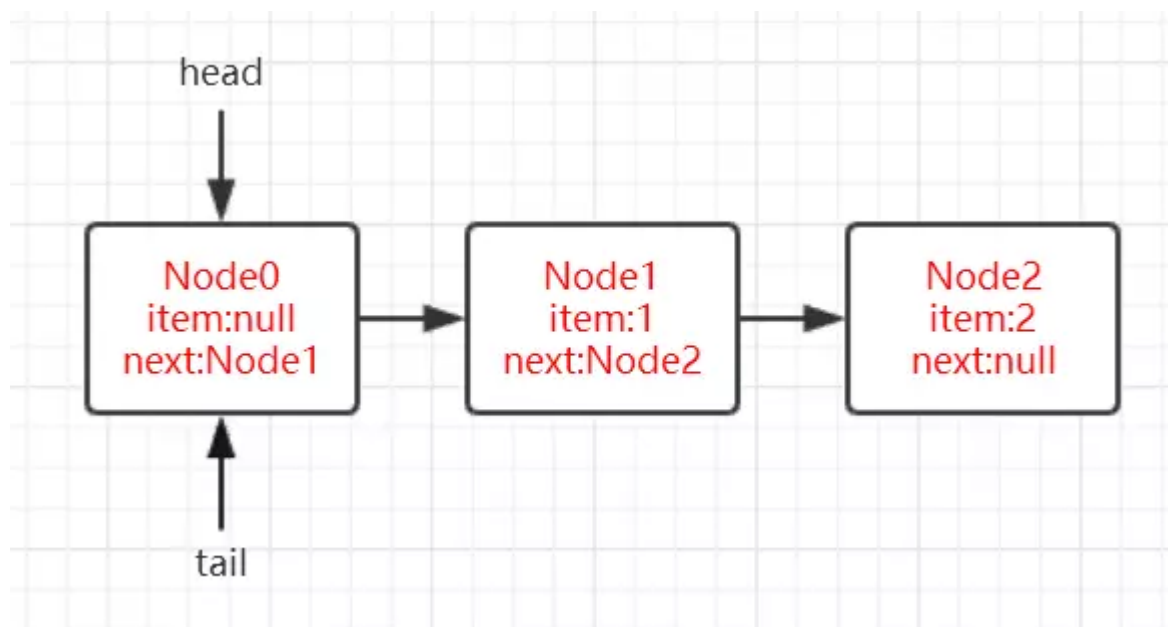 head
Node0
item:null
next:Node1
Node1
item:1
next:Node2
Node2
item:2
next:null
tail